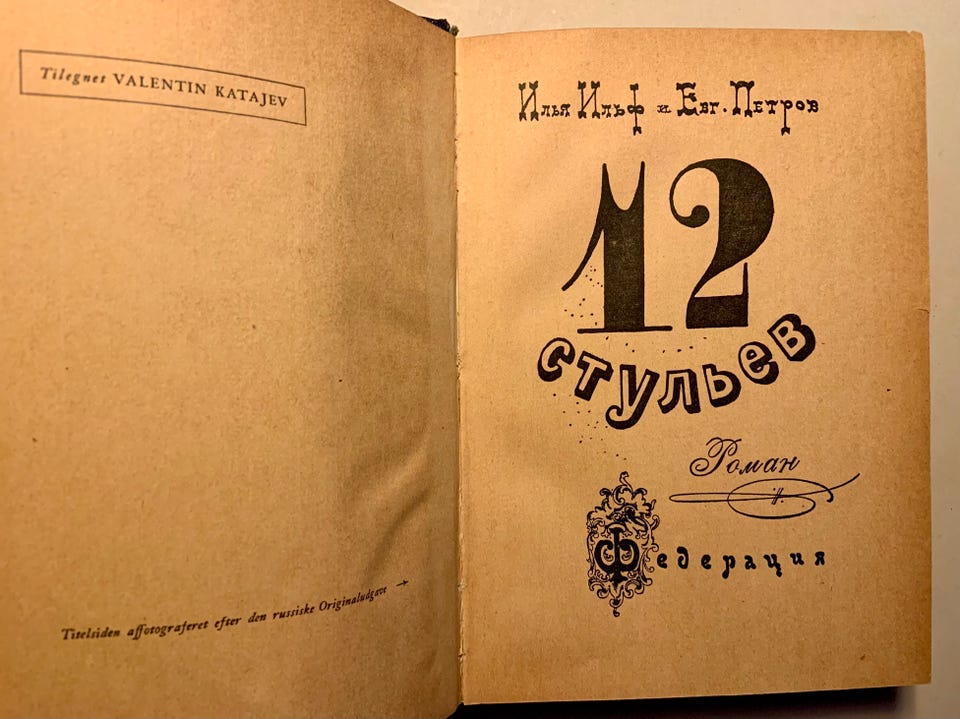 Tilegnet VALENTIN KATAJEV
Titelsiden affotograferet efter den russiske Originaludgave →
Илья Ильф и Евг. Петров
12
стульев
Роман
Федерация